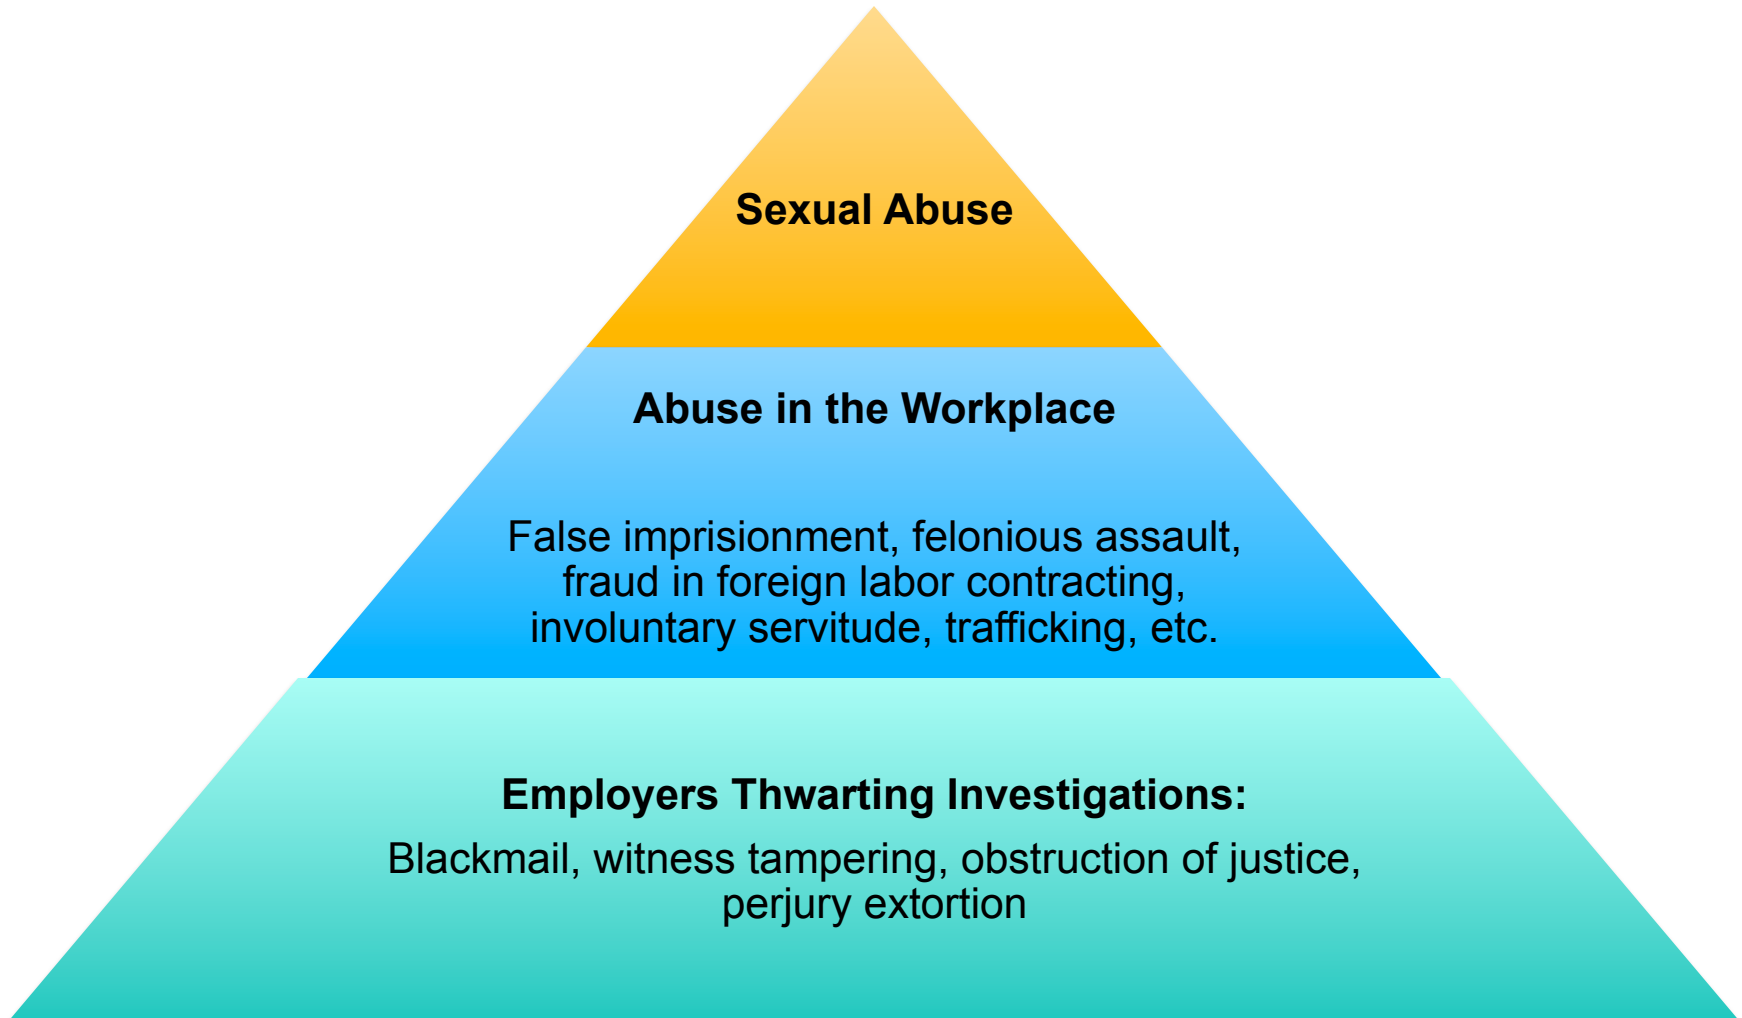 Sexual Abuse
Abuse in the Workplace
False imprisionment, felonious assault,
fraud in foreign labor contracting,
involuntary servitude, trafficking, etc.
Employers Thwarting Investigations:
Blackmail, witness tampering, obstruction of justice,
perjury extortion